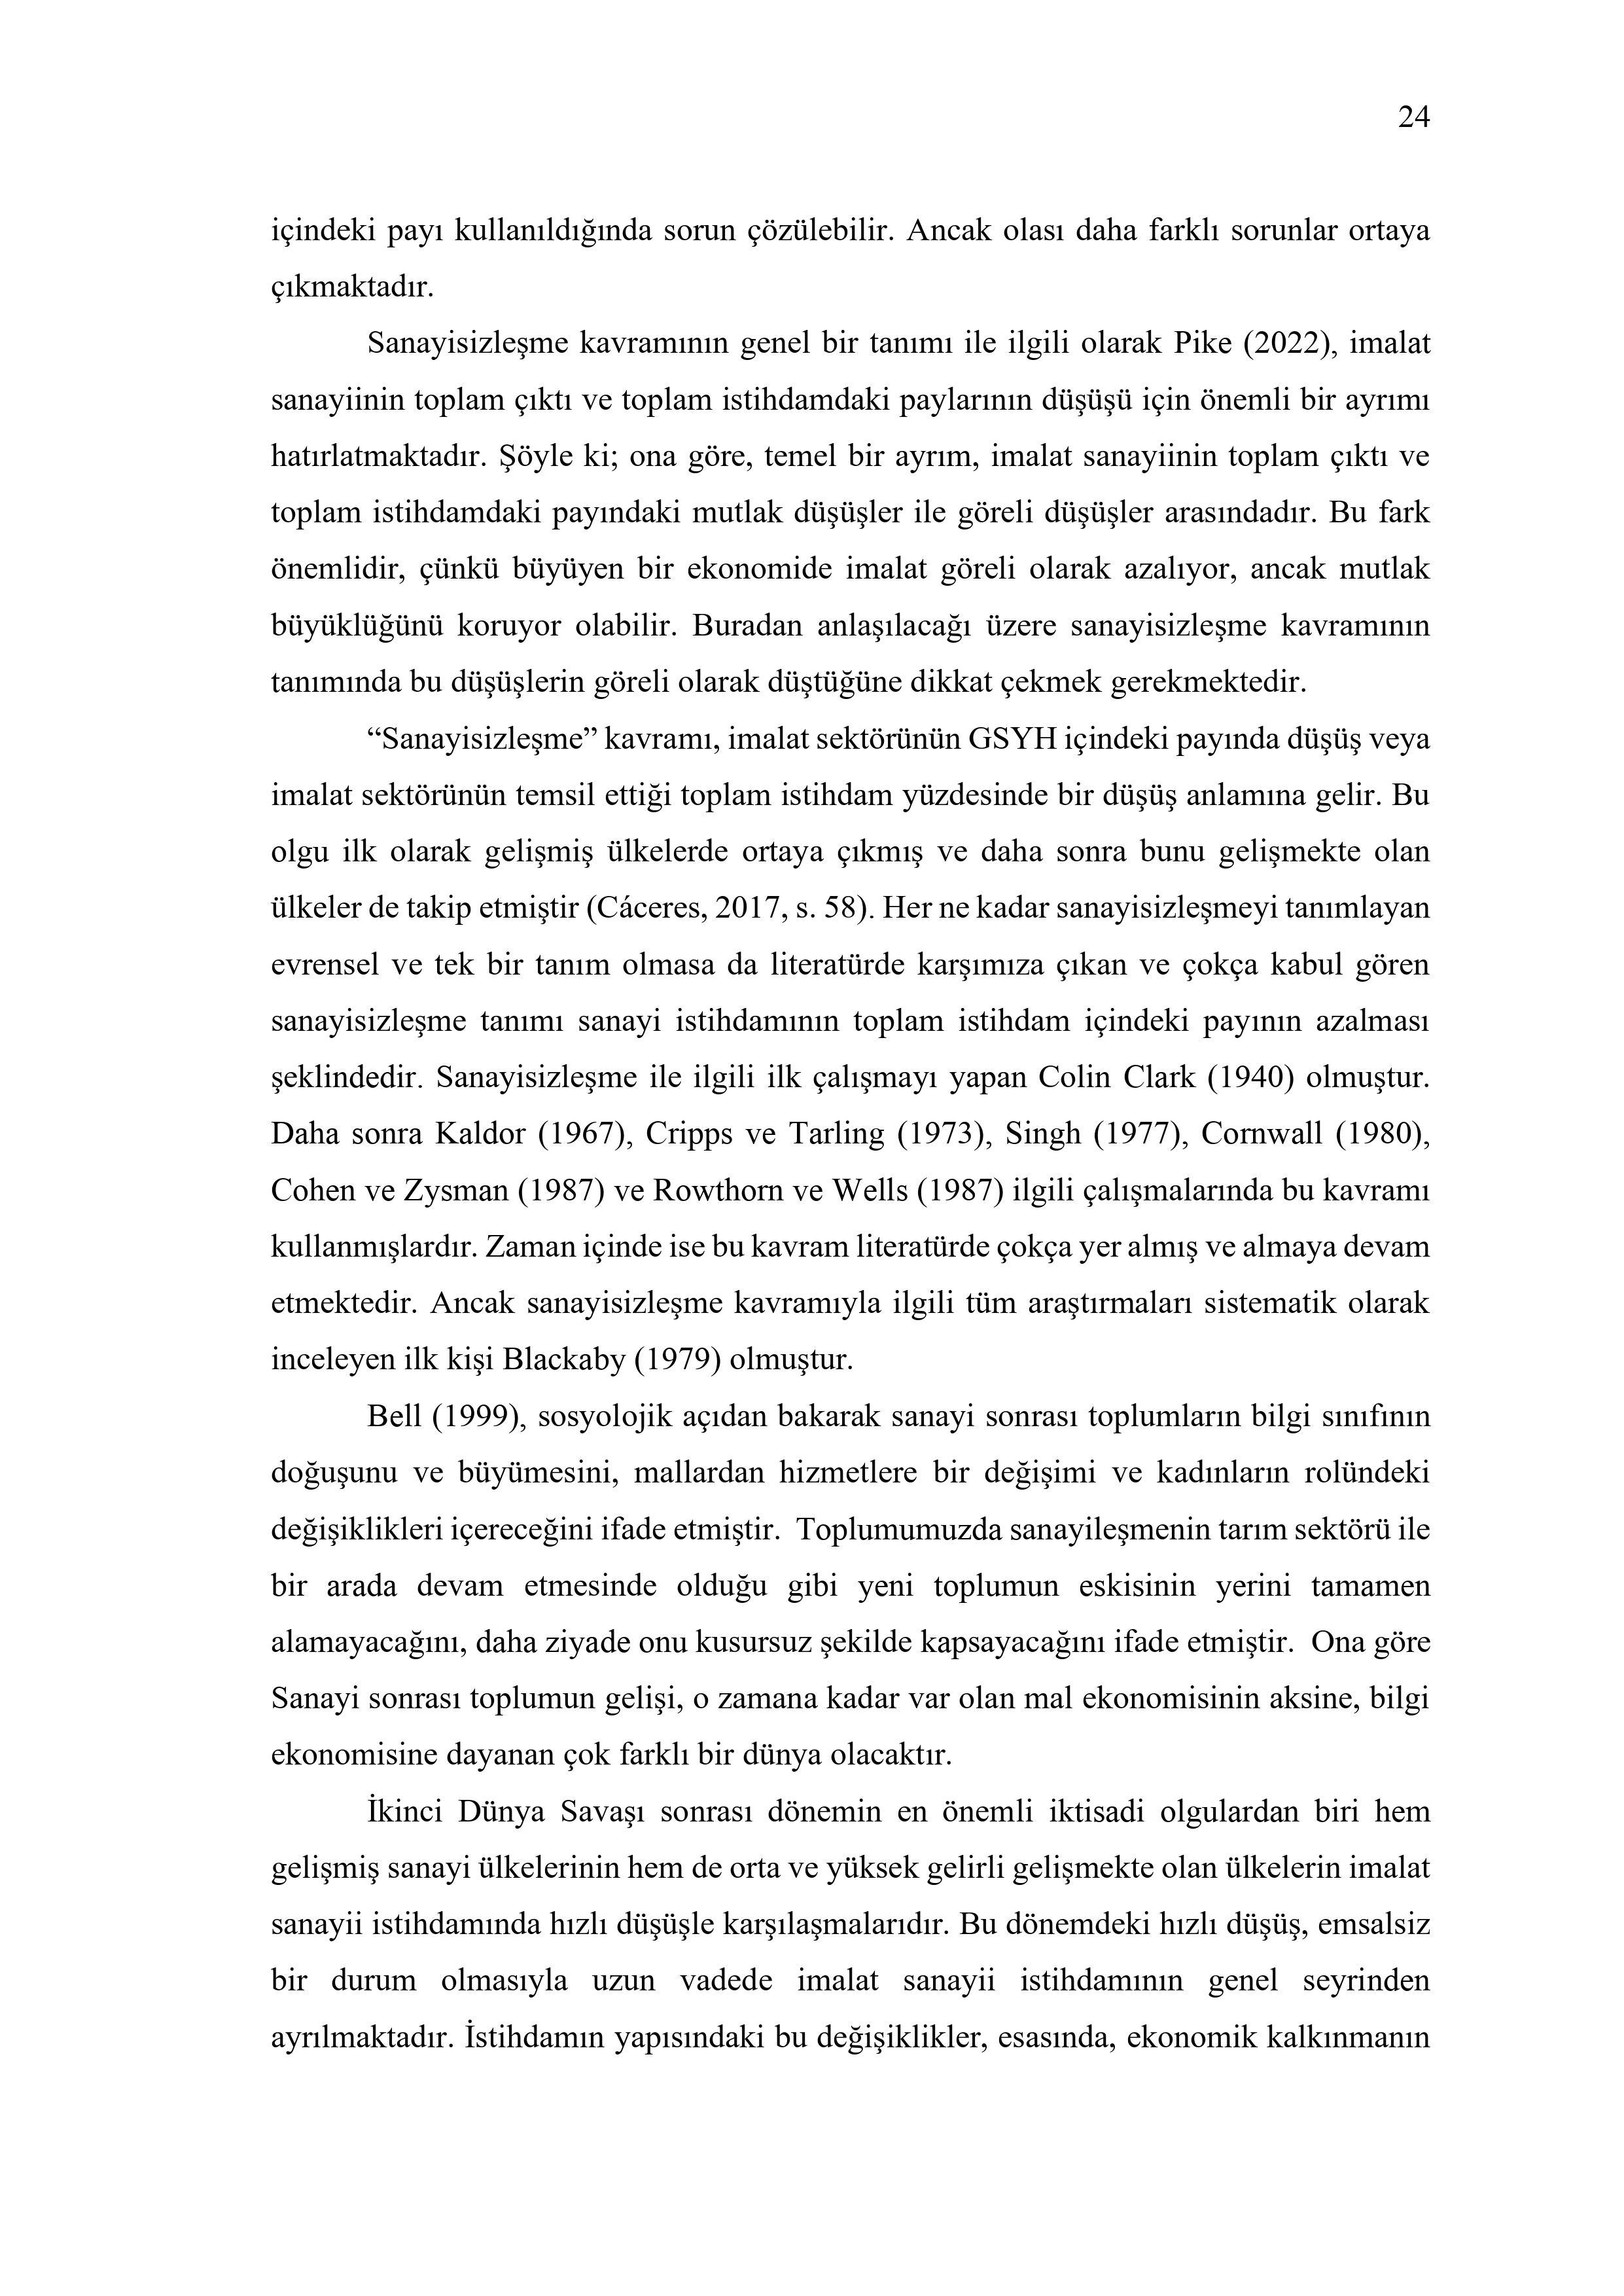 24
içindeki payı kullanıldığında sorun çözülebilir. Ancak olası daha farklı sorunlar ortaya
çıkmaktadır.
Sanayisizleşme kavramının genel bir tanımı ile ilgili olarak Pike (2022), imalat
sanayiinin toplam çıktı ve toplam istihdamdaki paylarının düşüşü için önemli bir ayrımı
hatırlatmaktadır. Şöyle ki; ona göre, temel bir ayrım, imalat sanayiinin toplam çıktı ve
toplam istihdamdaki payındaki mutlak düşüşler ile göreli düşüşler arasındadır. Bu fark
önemlidir, çünkü büyüyen bir ekonomide imalat göreli olarak azalıyor, ancak mutlak
büyüklüğünü koruyor olabilir. Buradan anlaşılacağı üzere sanayisizleşme kavramının
tanımında bu düşüşlerin göreli olarak düştüğüne dikkat çekmek gerekmektedir.
“Sanayisizleşme” kavramı, imalat sektörünün GSYH içindeki payında düşüş veya
imalat sektörünün temsil ettiği toplam istihdam yüzdesinde bir düşüş anlamına gelir. Bu
olgu ilk olarak gelişmiş ülkelerde ortaya çıkmış ve daha sonra bunu gelişmekte olan
ülkeler de takip etmiştir (Cáceres, 2017, s. 58). Her ne kadar sanayisizleşmeyi tanımlayan
evrensel ve tek bir tanım olmasa da literatürde karşımıza çıkan ve çokça kabul gören
sanayisizleşme tanımı sanayi istihdamının toplam istihdam içindeki payının azalması
şeklindedir. Sanayisizleşme ile ilgili ilk çalışmayı yapan Colin Clark (1940) olmuştur.
Daha sonra Kaldor (1967), Cripps ve Tarling (1973), Singh (1977), Cornwall (1980),
Cohen ve Zysman (1987) ve Rowthorn ve Wells (1987) ilgili çalışmalarında bu kavramı
kullanmışlardır. Zaman içinde ise bu kavram literatürde çokça yer almış ve almaya devam
etmektedir. Ancak sanayisizleşme kavramıyla ilgili tüm araştırmaları sistematik olarak
inceleyen ilk kişi Blackaby (1979) olmuştur.
Bell (1999), sosyolojik açıdan bakarak sanayi sonrası toplumların bilgi sınıfının
doğuşunu ve büyümesini, mallardan hizmetlere bir değişimi ve kadınların rolündeki
değişiklikleri içereceğini ifade etmiştir.  Toplumumuzda sanayileşmenin tarım sektörü ile
bir arada devam etmesinde olduğu gibi yeni toplumun eskisinin yerini tamamen
alamayacağını, daha ziyade onu kusursuz şekilde kapsayacağını ifade etmiştir.  Ona göre
Sanayi sonrası toplumun gelişi, o zamana kadar var olan mal ekonomisinin aksine, bilgi
ekonomisine dayanan çok farklı bir dünya olacaktır.
İkinci Dünya Savaşı sonrası dönemin en önemli iktisadi olgulardan biri hem
gelişmiş sanayi ülkelerinin hem de orta ve yüksek gelirli gelişmekte olan ülkelerin imalat
sanayii istihdamında hızlı düşüşle karşılaşmalarıdır. Bu dönemdeki hızlı düşüş, emsalsiz
bir durum olmasıyla uzun vadede imalat sanayii istihdamının genel seyrinden
ayrılmaktadır. İstihdamın yapısındaki bu değişiklikler, esasında, ekonomik kalkınmanın